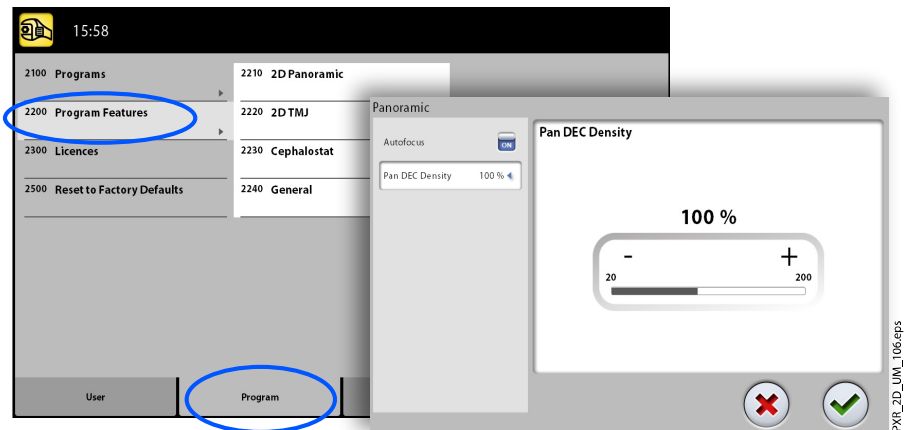 15:58
2100 Programs
2200 Program Features
2300 Licences
2500 Reset to Factory Defaults
2210 2D Panoramic
2220 2D TMJ
2230 Cephalostat
2240 General
User
Program
Panoramic
Autofocus ON
Pan DEC Density 100 %
Pan DEC Density
100 %
- +
20 200
PXR_2D_UM_106.eps